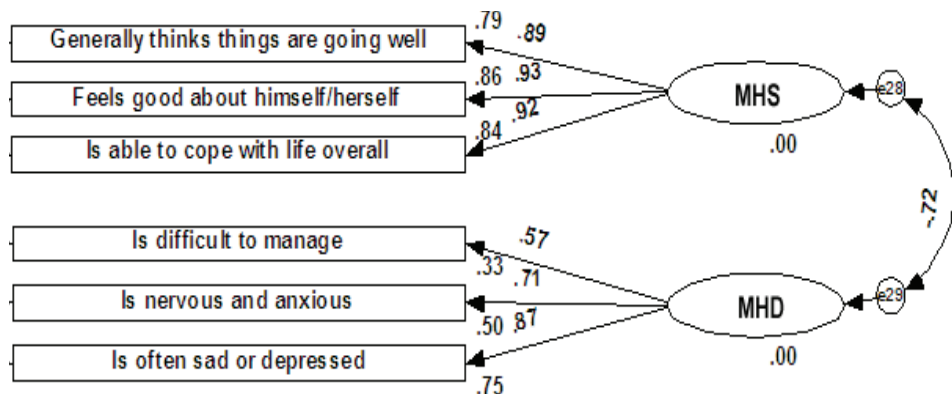 .79 .89
Generally thinks things are going well
.86 .93
Feels good about himself/herself
.84 .92
Is able to cope with life overall
MHS
.00
e28
-.72
Is difficult to manage
.57
.33 .71
Is nervous and anxious
.50 .87
Is often sad or depressed
.75
MHD
.00
e29